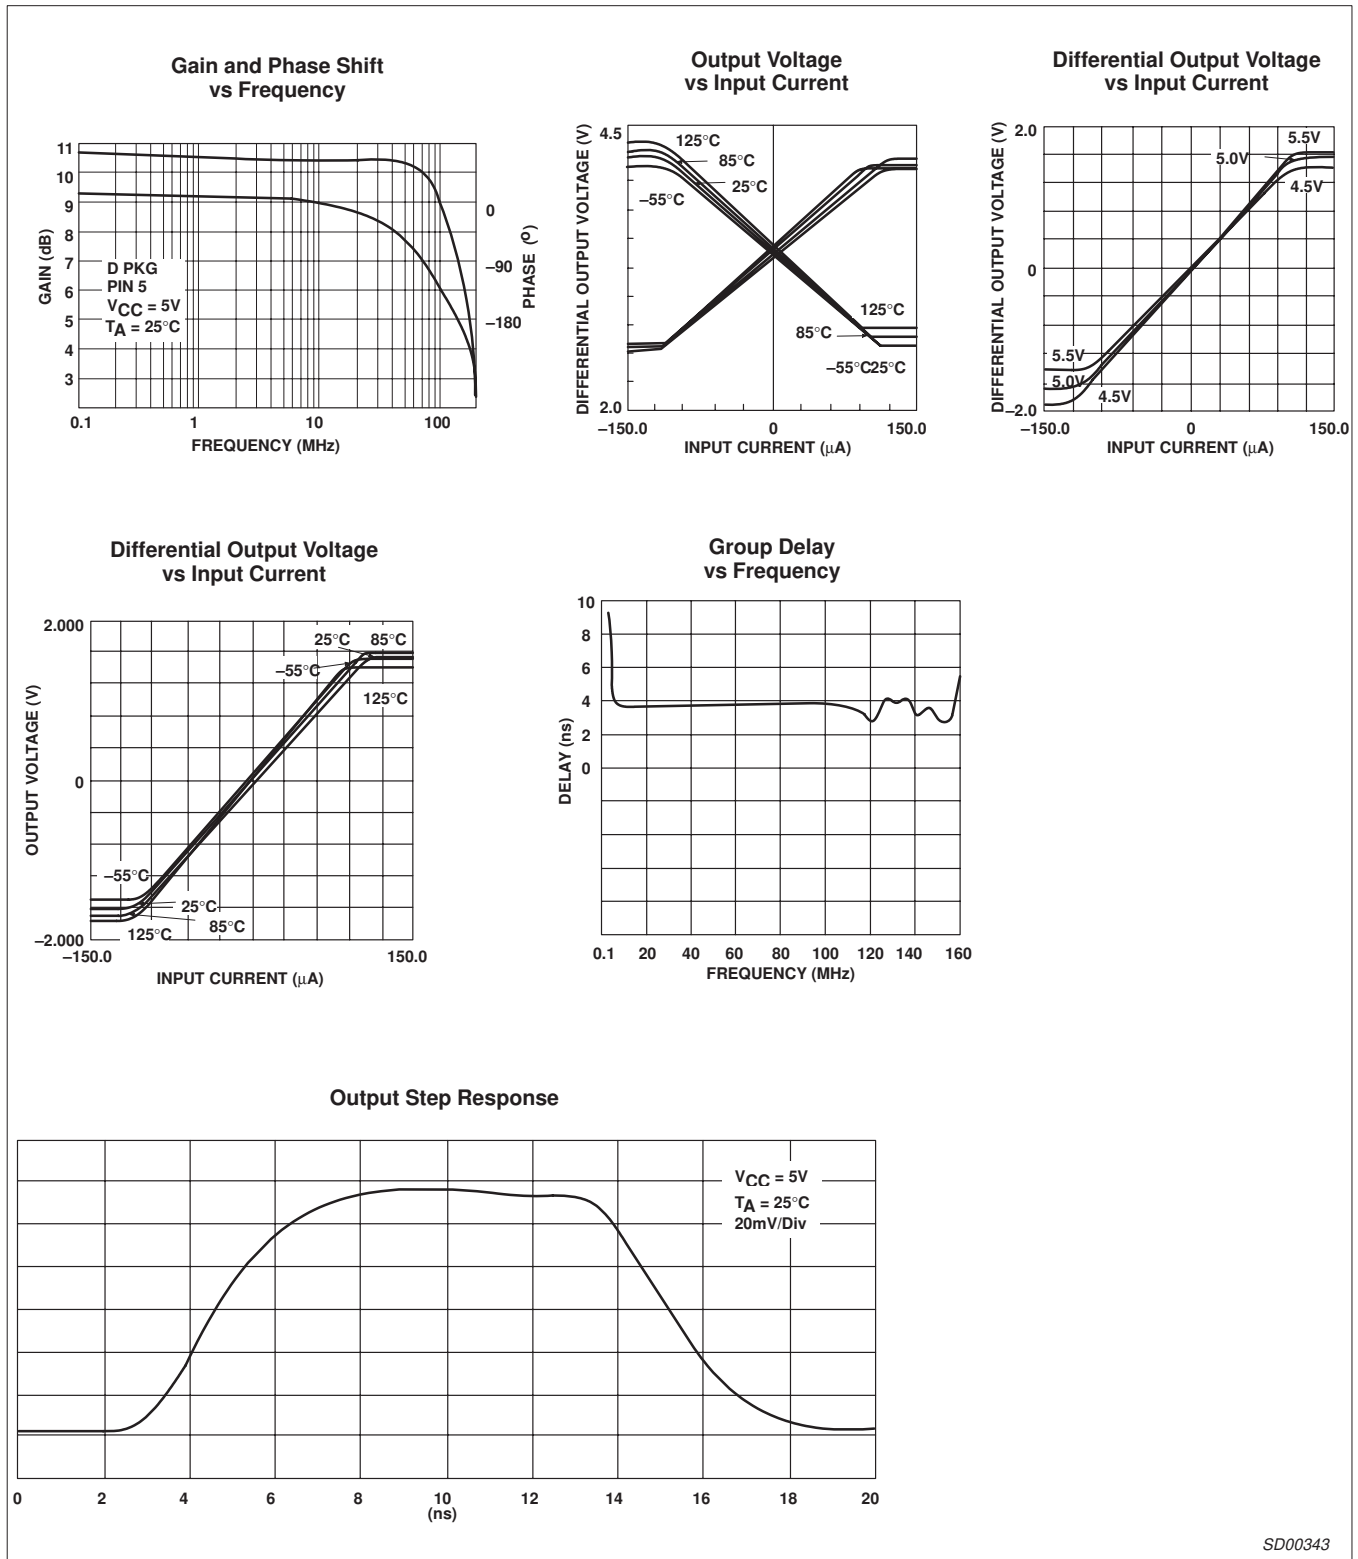 Gain and Phase Shift
vs Frequency
11
10
9
8
7
6
5
4
3
GAIN (dB)
D PKG
PIN 5
VCC = 5V
TA = 25°C
0
–90
–180
PHASE (o)
0.1
1
10
100
FREQUENCY (MHz)
Output Voltage
vs Input Current
DIFFERENTIAL OUTPUT VOLTAGE (V)
4.5
2.0
125°C
85°C
25°C
–55°C
125°C
85°C
–55°C25°C
–150.0
0
150.0
INPUT CURRENT (μA)
Differential Output Voltage
vs Input Current
DIFFERENTIAL OUTPUT VOLTAGE (V)
2.0
0
–2.0
5.5V
5.0V
4.5V
5.5V
5.0V
4.5V
–150.0
0
150.0
INPUT CURRENT (μA)
Differential Output Voltage
vs Input Current
OUTPUT VOLTAGE (V)
2.000
0
–2.000
25°C
85°C
–55°C
125°C
–55°C
25°C
85°C
125°C
–150.0
150.0
INPUT CURRENT (μA)
Group Delay
vs Frequency
10
8
6
4
2
0
DELAY (ns)
0.1
20
40
60
80
100
120
140
160
FREQUENCY (MHz)
Output Step Response
VCC = 5V
TA = 25°C
20mV/Div
0
2
4
6
8
10
12
14
16
18
20
(ns)
SD00343